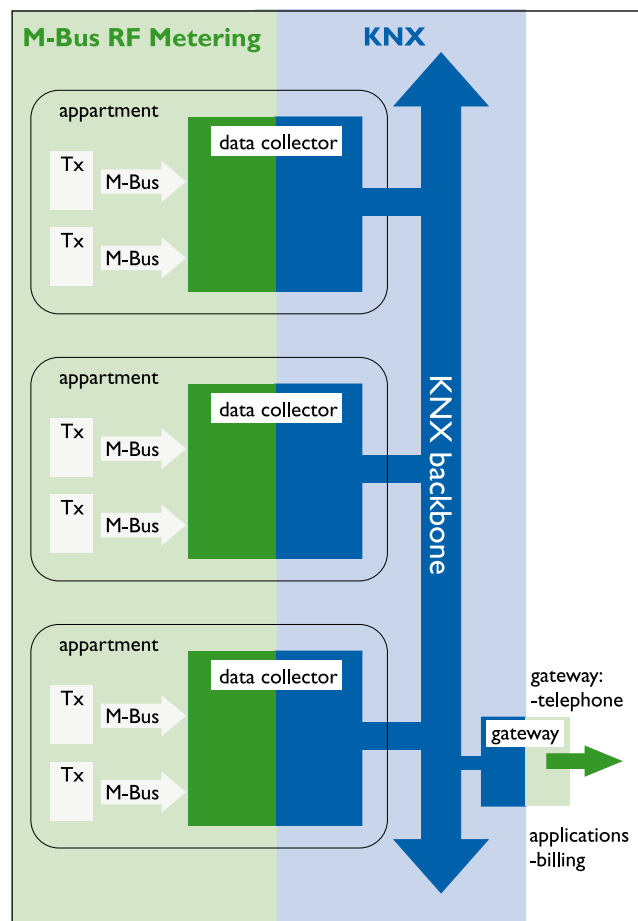 M-Bus RF Metering
KNX
appartment
data collector
Tx
M-Bus
Tx
M-Bus
appartment
data collector
Tx
M-Bus
Tx
M-Bus
KNX backbone
appartment
data collector
Tx
M-Bus
Tx
M-Bus
gateway:
-telephone
gateway
applications
-billing